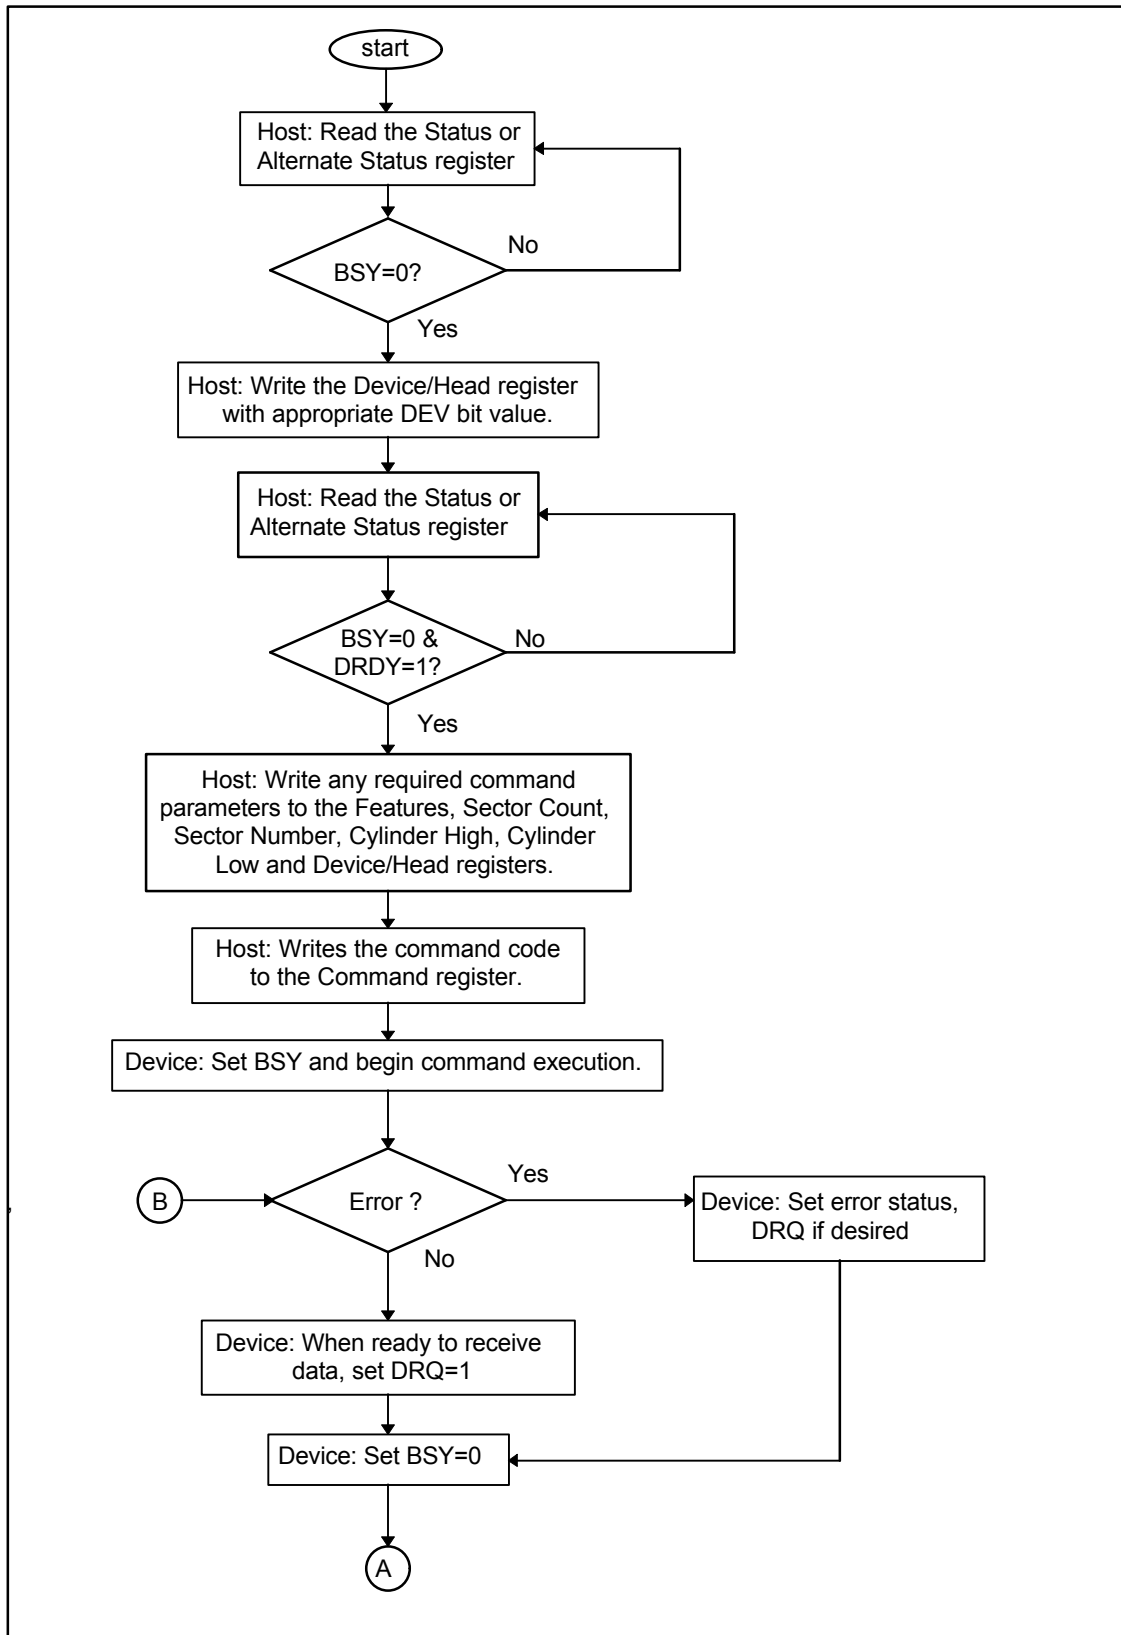 start
Host: Read the Status or
Alternate Status register
No
BSY=0?
Yes
Host: Write the Device/Head register
with appropriate DEV bit value.
Host: Read the Status or
Alternate Status register
BSY=0 &
DRDY=1?
No
Yes
Host: Write any required command
parameters to the Features, Sector Count,
Sector Number, Cylinder High, Cylinder
Low and Device/Head registers.
Host: Writes the command code
to the Command register.
Device: Set BSY and begin command execution.
B
Error ?
Yes
Device: Set error status,
DRQ if desired
,
No
Device: When ready to receive
data, set DRQ=1
Device: Set BSY=0
A